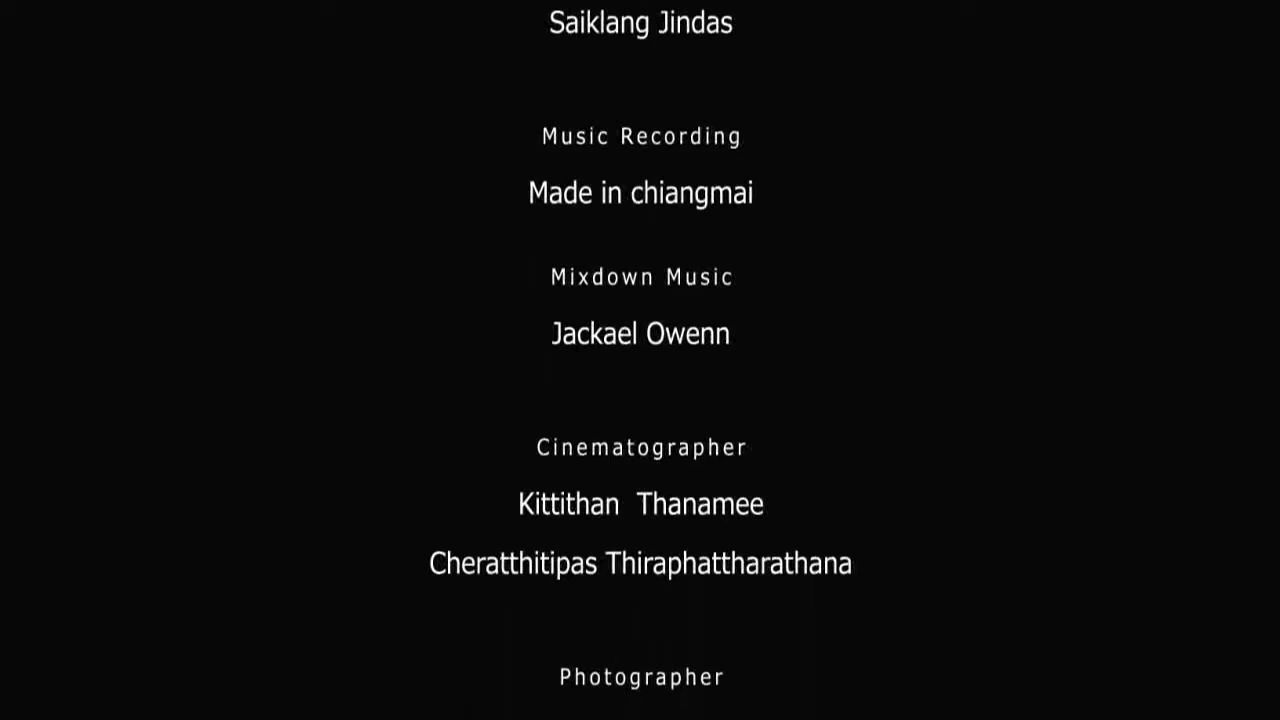 Saiklang Jindas
Music Recording
Made in chiangmai
Mixdown Music
Jackael Owenn
Cinematographer
Kittithan  Thanamee
Cheratthitipas Thiraphattharathana
Photographer